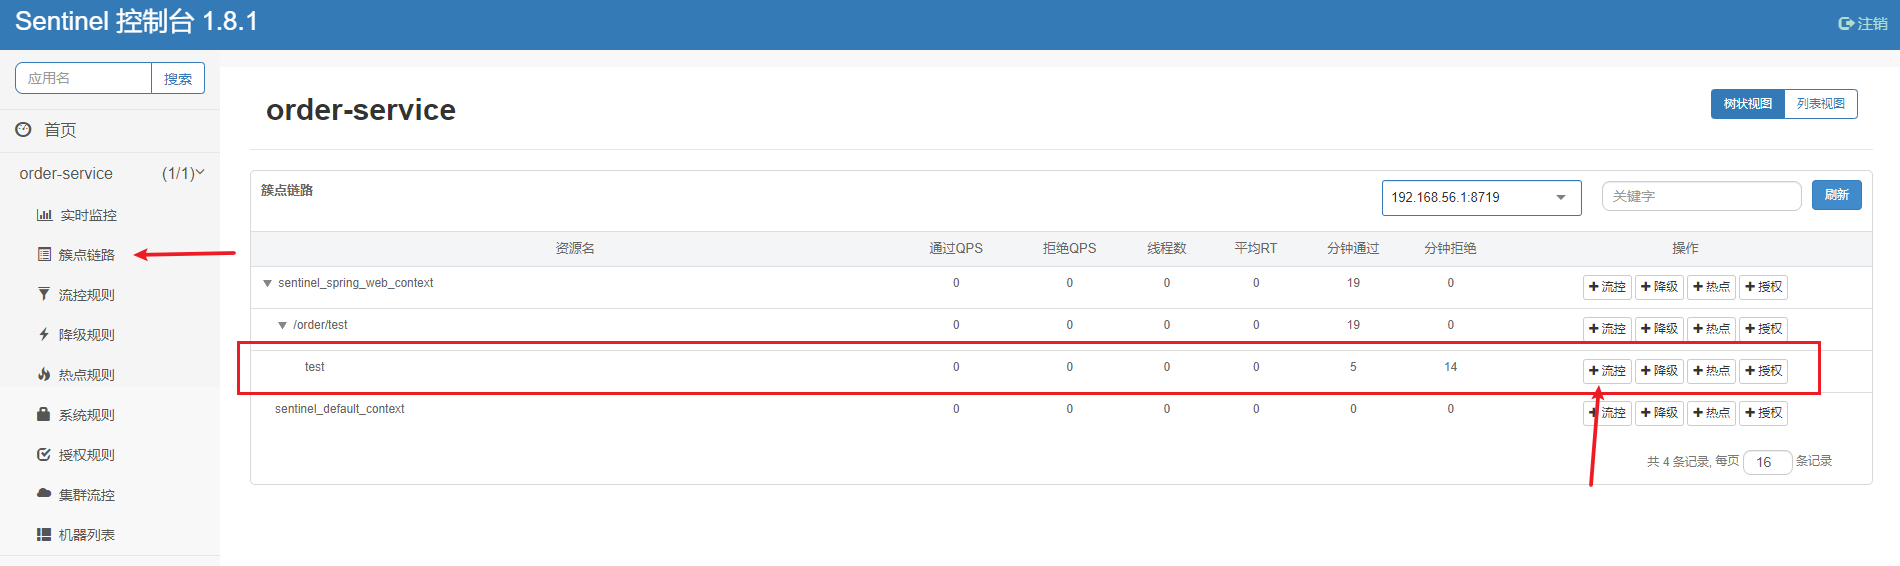 Sentinel 控制台 1.8.1
注销
应用名 搜索
首页
order-service (1/1)
实时监控
簇点链路
流控规则
降级规则
热点规则
系统规则
授权规则
集群流控
机器列表
order-service
树状视图 列表视图
簇点链路
192.168.56.1:8719 关键字 刷新
资源名 通过QPS 拒绝QPS 线程数 平均RT 分钟通过 分钟拒绝 操作
sentinel_spring_web_context 0 0 0 0 19 0 +流控 +降级 +热点 +授权
/order/test 0 0 0 0 19 0 +流控 +降级 +热点 +授权
test 0 0 0 0 5 14 +流控 +降级 +热点 +授权
sentinel_default_context 0 0 0 0 0 0 +流控 +降级 +热点 +授权
共 4 条记录, 每页 16 条记录